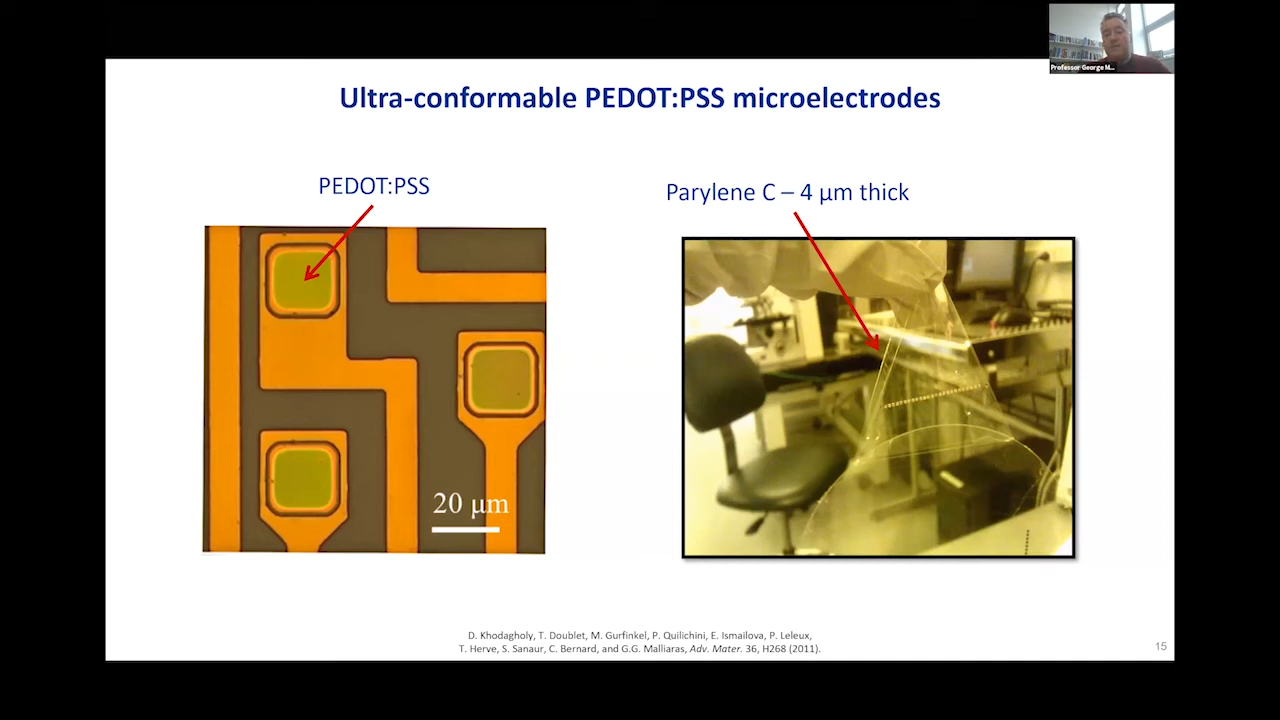 Professor George M...
Ultra-conformable PEDOT:PSS microelectrodes
PEDOT:PSS
Parylene C – 4 µm thick
20 µm
D. Khodagholy, T. Doublet, M. Gurfinkel, P. Quilichini, E. Ismailova, P. Leleux,
T. Herve, S. Sanaur, C. Bernard, and G.G. Malliaras, Adv. Mater. 36, H268 (2011).
15